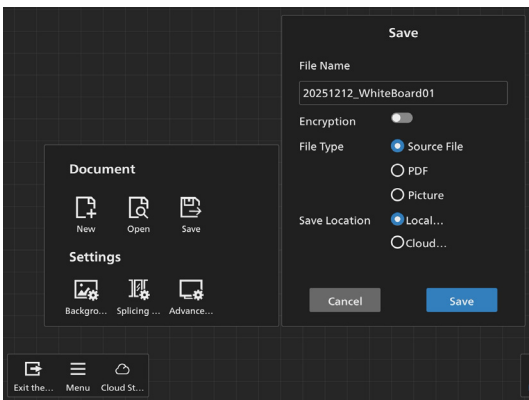 Save
File Name
20251212_WhiteBoard01
Encryption
File Type
Source File
PDF
Picture
Save Location
Local...
Cloud...
Cancel
Save
Document
New
Open
Save
Settings
Backgro...
Splicing ...
Advance...
Exit the...
Menu
Cloud St...